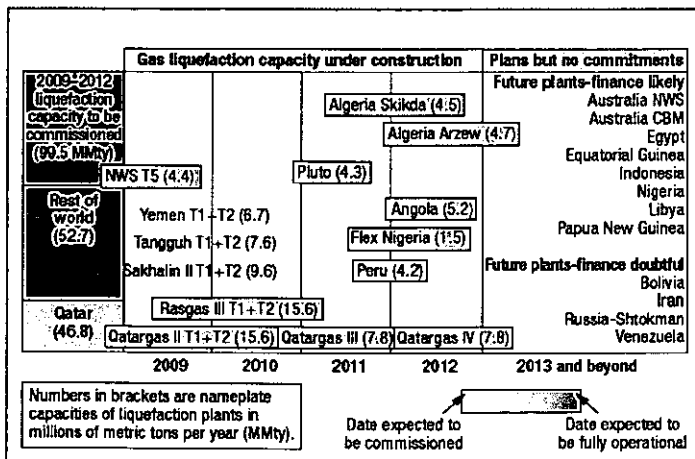 Gas liquefaction capacity under construction
Plans but no commitments
2009-2012
liquefaction
capacity to be
commissioned
(99.5 MMty)
Rest of
world
(52.7)
Qatar
(46.8)
Algeria Skikda (4.5)
Algeria Arzew (4.7)
NWS T5 (4.4)
Pluto (4.3)
Yemen T1+T2 (6.7)
Angola (5.2)
Tangguh T1+T2 (7.6)
Flex Nigeria (1.5)
Sakhalin II T1+T2 (9.6)
Peru (4.2)
Rasgas III T1+T2 (15.6)
Qatargas II T1+T2 (15.6)
Qatargas III (7.8)
Qatargas IV (7.8)
Future plants-finance likely
Australia NWS
Australia CBM
Egypt
Equatorial Guinea
Indonesia
Nigeria
Libya
Papua New Guinea
Future plants-finance doubtful
Bolivia
Iran
Russia-Shtokman
Venezuela
2009
2010
2011
2012
2013 and beyond
Numbers in brackets are nameplate
capacities of liquefaction plants in
millions of metric tons per year (MMty).
Date expected to
be commissioned
Date expected to
be fully operational